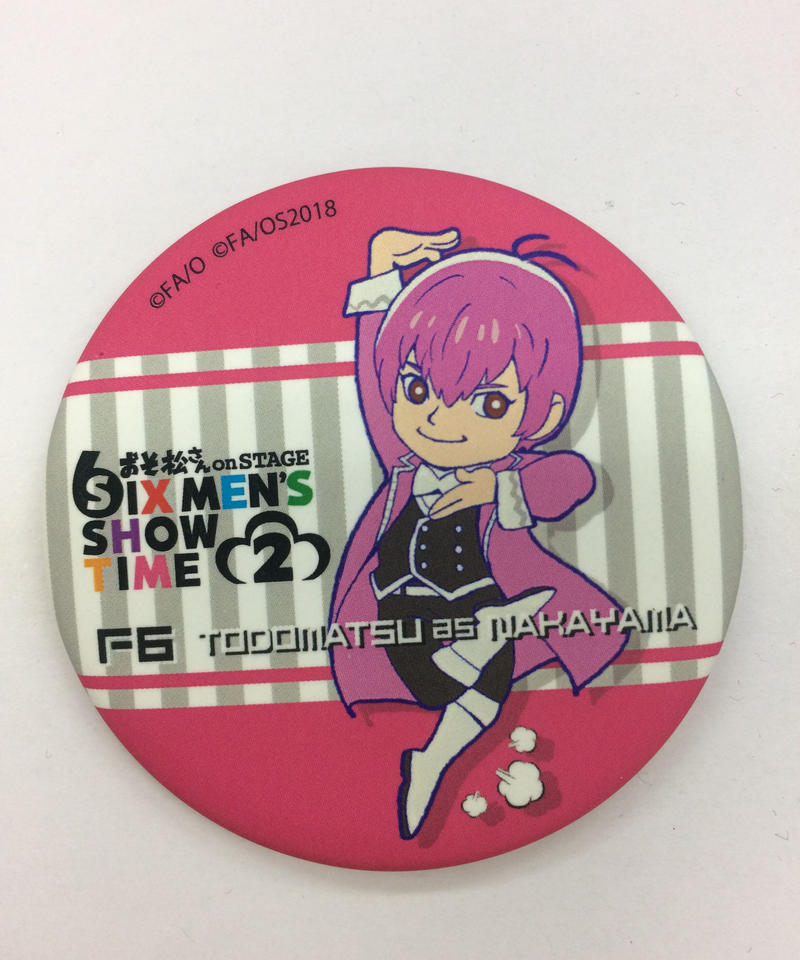 ©FA/O ©FA/OS2018
おそ松さん on STAGE
SIX MEN'S
SHOW
TIME 2
F6 TODOMATSU as NAKAYAMA